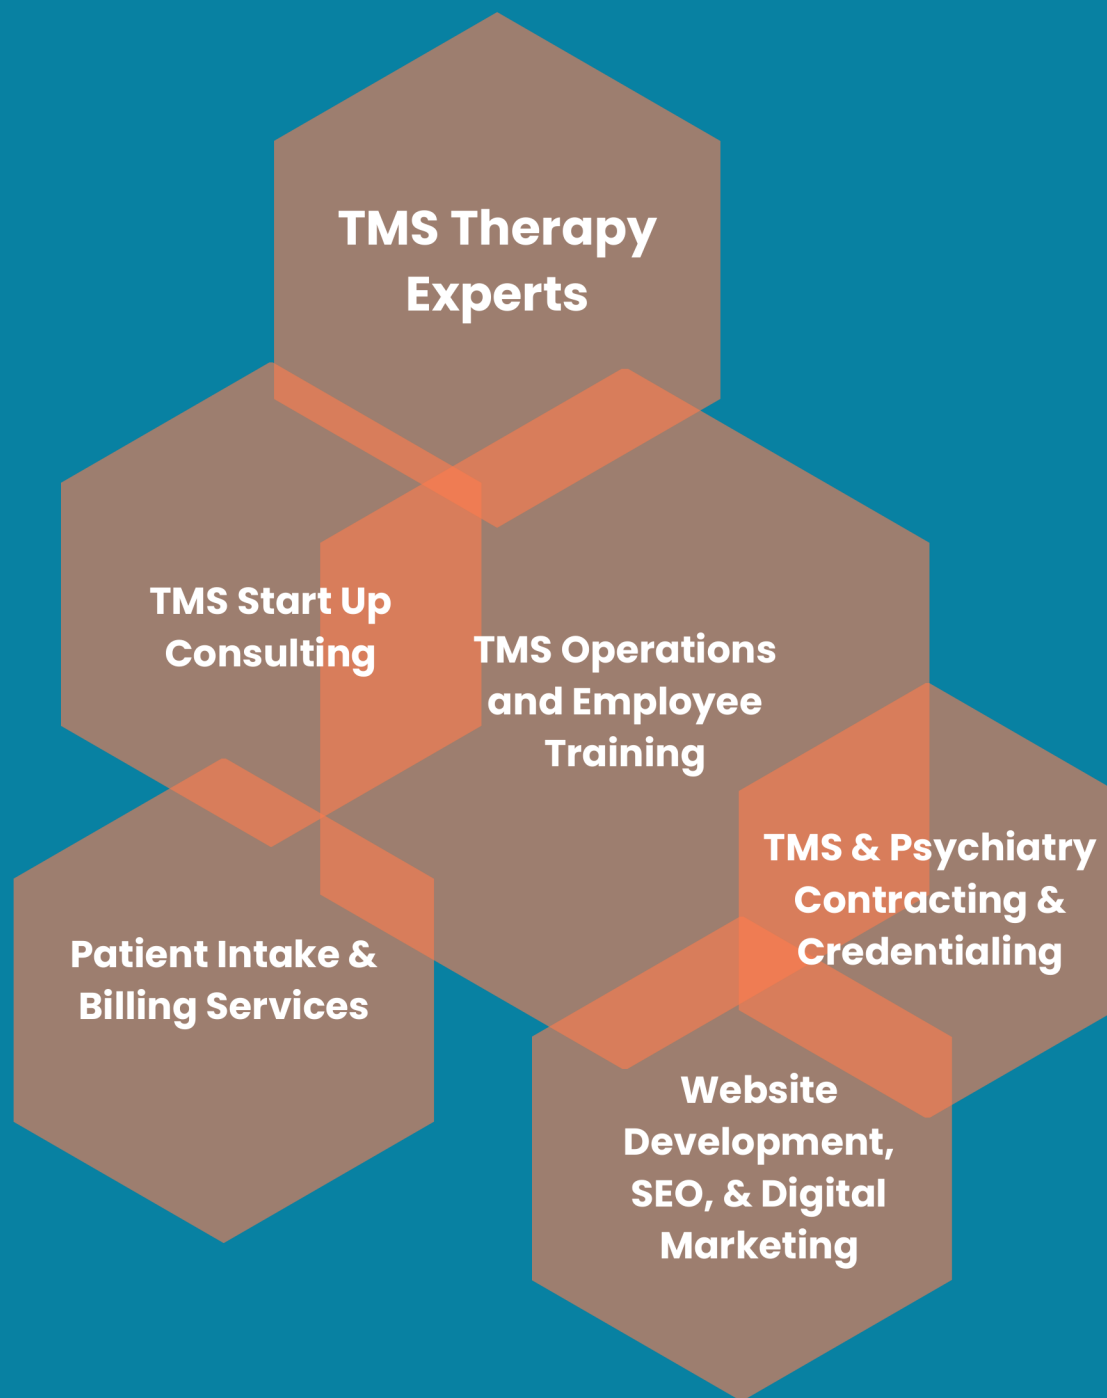 TMS Therapy
Experts
TMS Start Up
Consulting
TMS Operations
and Employee
Training
TMS & Psychiatry
Contracting &
Credentialing
Patient Intake &
Billing Services
Website
Development,
SEO, & Digital
Marketing